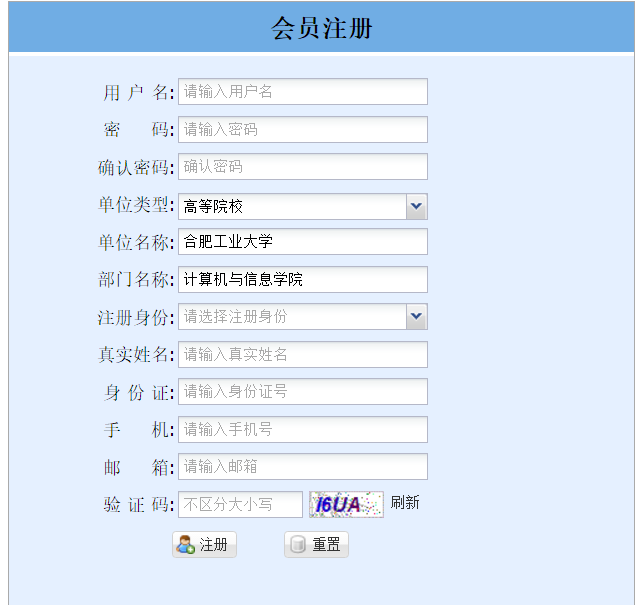 会员注册
用 户 名: 请输入用户名
密 码: 请输入密码
确认密码: 确认密码
单位类型: 高等院校
单位名称: 合肥工业大学
部门名称: 计算机与信息学院
注册身份: 请选择注册身份
真实姓名: 请输入真实姓名
身 份 证: 请输入身份证号
手 机: 请输入手机号
邮 箱: 请输入邮箱
验 证 码: 不区分大小写 I6UA 刷新
注册 重置